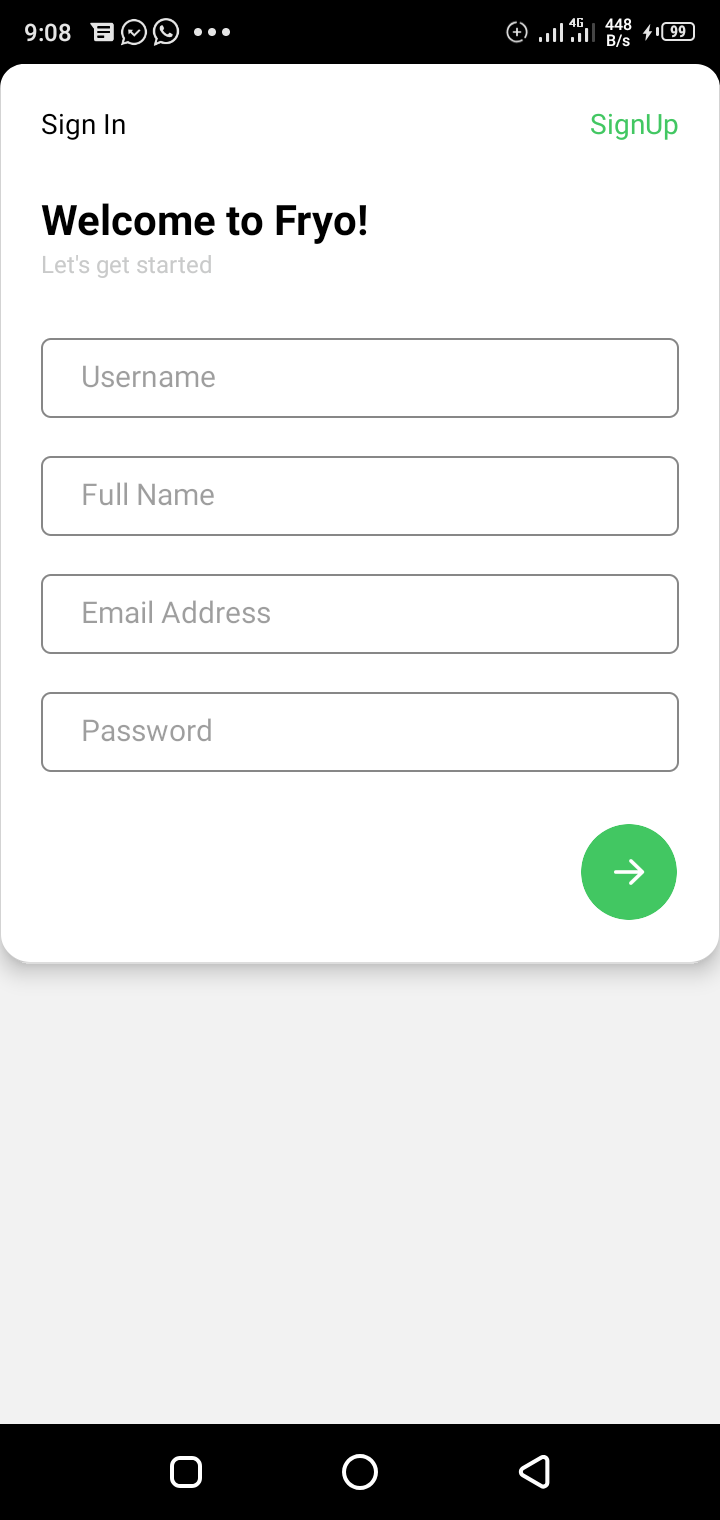 9:08 4G 448 B/s 99
Sign In SignUp
Welcome to Fryo!
Let's get started
Username
Full Name
Email Address
Password